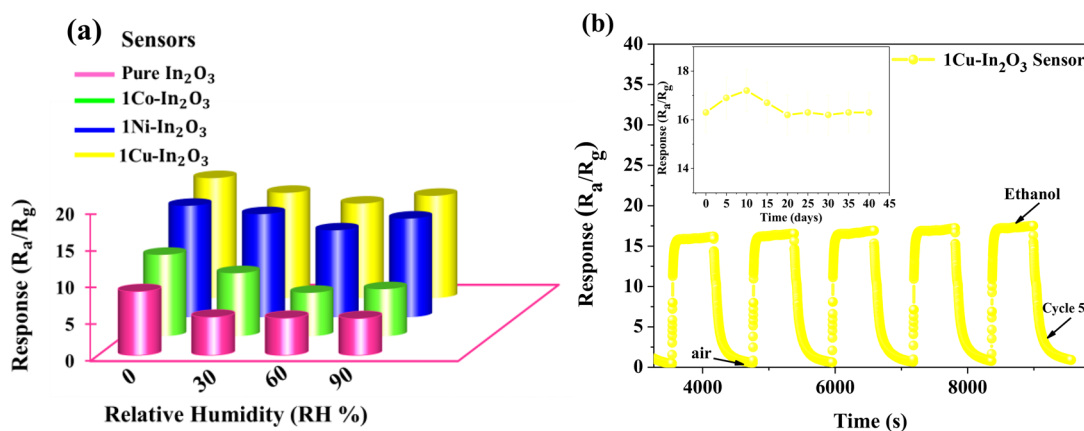 (a)
Sensors
Pure In₂O₃
1Co-In₂O₃
1Ni-In₂O₃
1Cu-In₂O₃
Response (Rₐ/R_g)
20
15
10
5
0
0
30
60
90
Relative Humidity (RH %)
(b)
1Cu-In₂O₃ Sensor
Response (Rₐ/R_g)
40
35
30
25
20
15
10
5
0
4000
6000
8000
Time (s)
Response (Rₐ/R_g)
18
16
14
0
5
10
15
20
25
30
35
40
45
Time (days)
Ethanol
Cycle 5
air